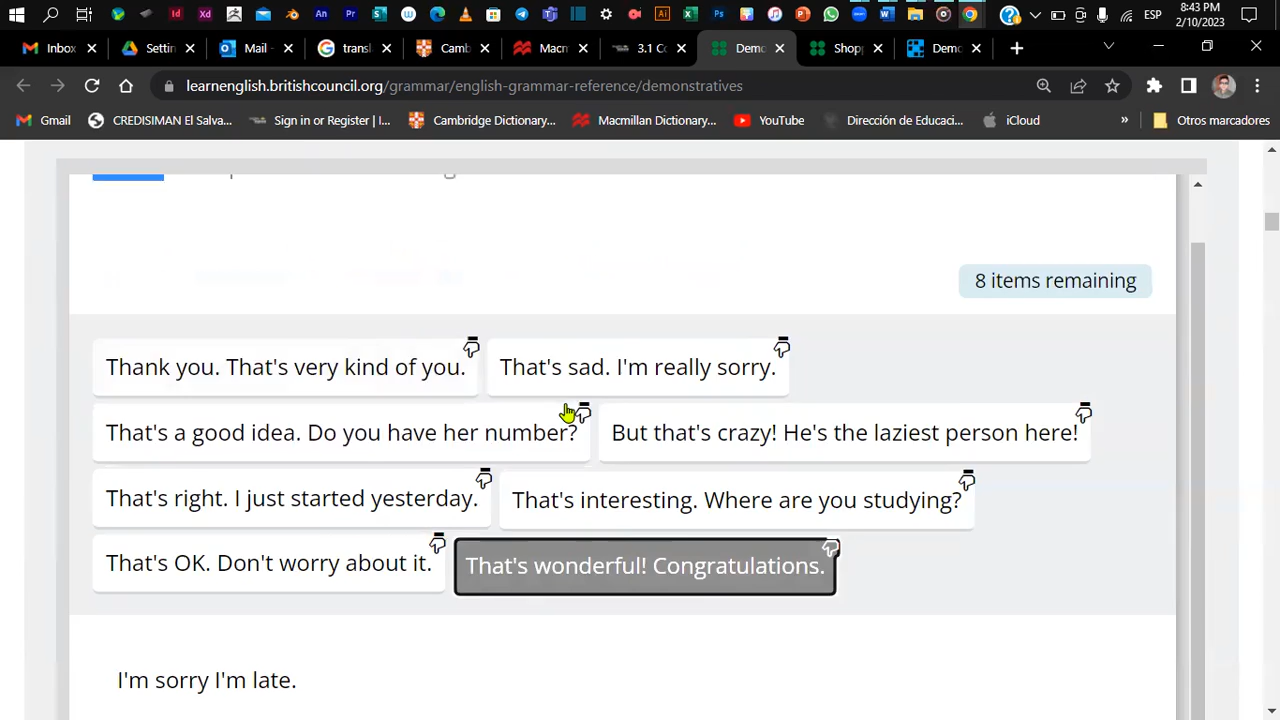 8:43 PM
ESP
2/10/2023
Inbox
Settin
Mail -
transl
Camb
Macn
3.1 Cc
Demo
Shop
Demo
learnenglish.britishcouncil.org/grammar/english-grammar-reference/demonstratives
Gmail
CREDISIMAN El Salva...
Sign in or Register | I...
Cambridge Dictionary...
Macmillan Dictionary...
YouTube
Dirección de Educaci...
iCloud
»
Otros marcadores
8 items remaining
Thank you. That's very kind of you.
That's sad. I'm really sorry.
That's a good idea. Do you have her number?
But that's crazy! He's the laziest person here!
That's right. I just started yesterday.
That's interesting. Where are you studying?
That's OK. Don't worry about it.
That's wonderful! Congratulations.
I'm sorry I'm late.